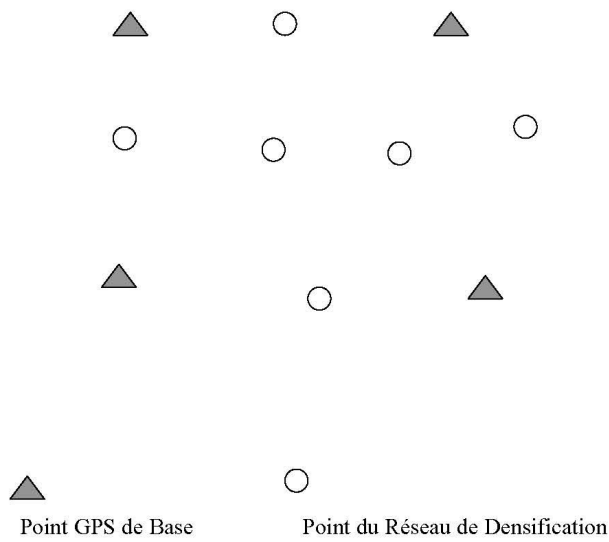 Point GPS de Base
Point du Réseau de Densification